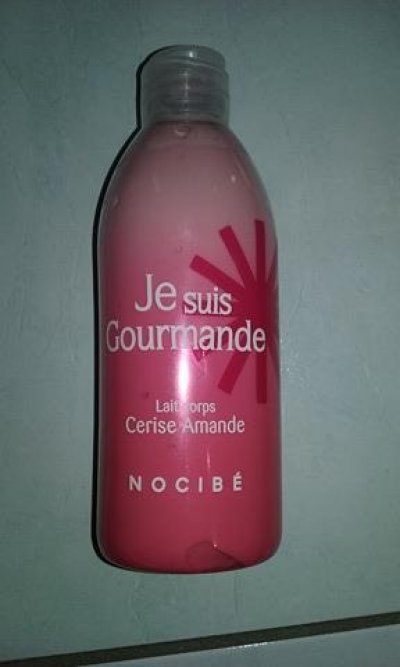 Je suis
Gourmande
Lait corps
Cerise Amande
NOCIBÉ